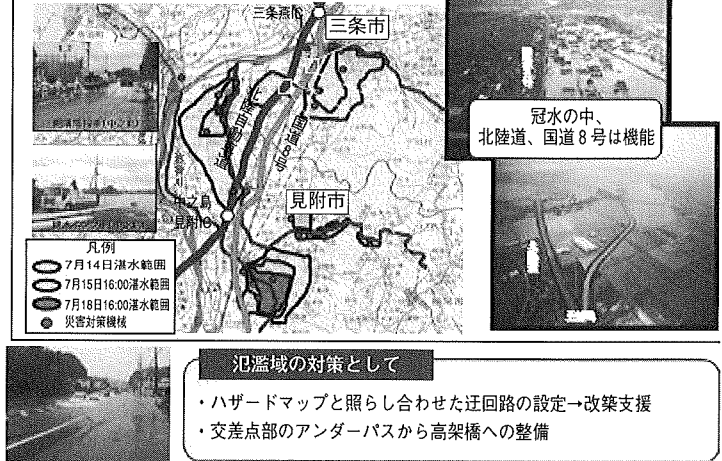 三条燕IC
三条市
北陸自動車道
国道8号
冠水の中、
北陸道、国道8号は機能
見附市
中之島
見附IC
凡例
7月14日湛水範囲
7月15日16:00湛水範囲
7月18日16:00湛水範囲
災害対策機械
氾濫域の対策として
・ハザードマップと照らし合わせた迂回路の設定→改築支援
・交差点部のアンダーパスから高架橋への整備